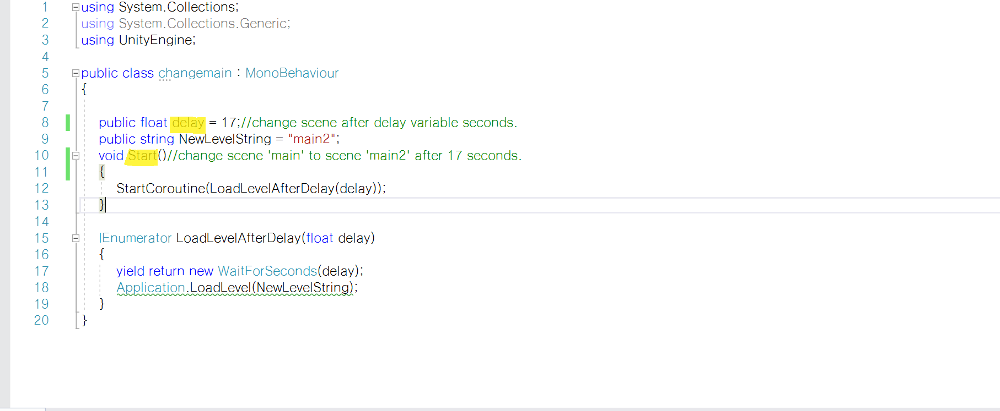 1 using System.Collections;
2 using System.Collections.Generic;
3 using UnityEngine;
4
5 public class changemain : MonoBehaviour
6 {
7
8 public float delay = 17;//change scene after delay variable seconds.
9 public string NewLevelString = "main2";
10 void Start()//change scene 'main' to scene 'main2' after 17 seconds.
11 {
12 StartCoroutine(LoadLevelAfterDelay(delay));
13 }
14
15 IEnumerator LoadLevelAfterDelay(float delay)
16 {
17 yield return new WaitForSeconds(delay);
18 Application.LoadLevel(NewLevelString);
19 }
20 }